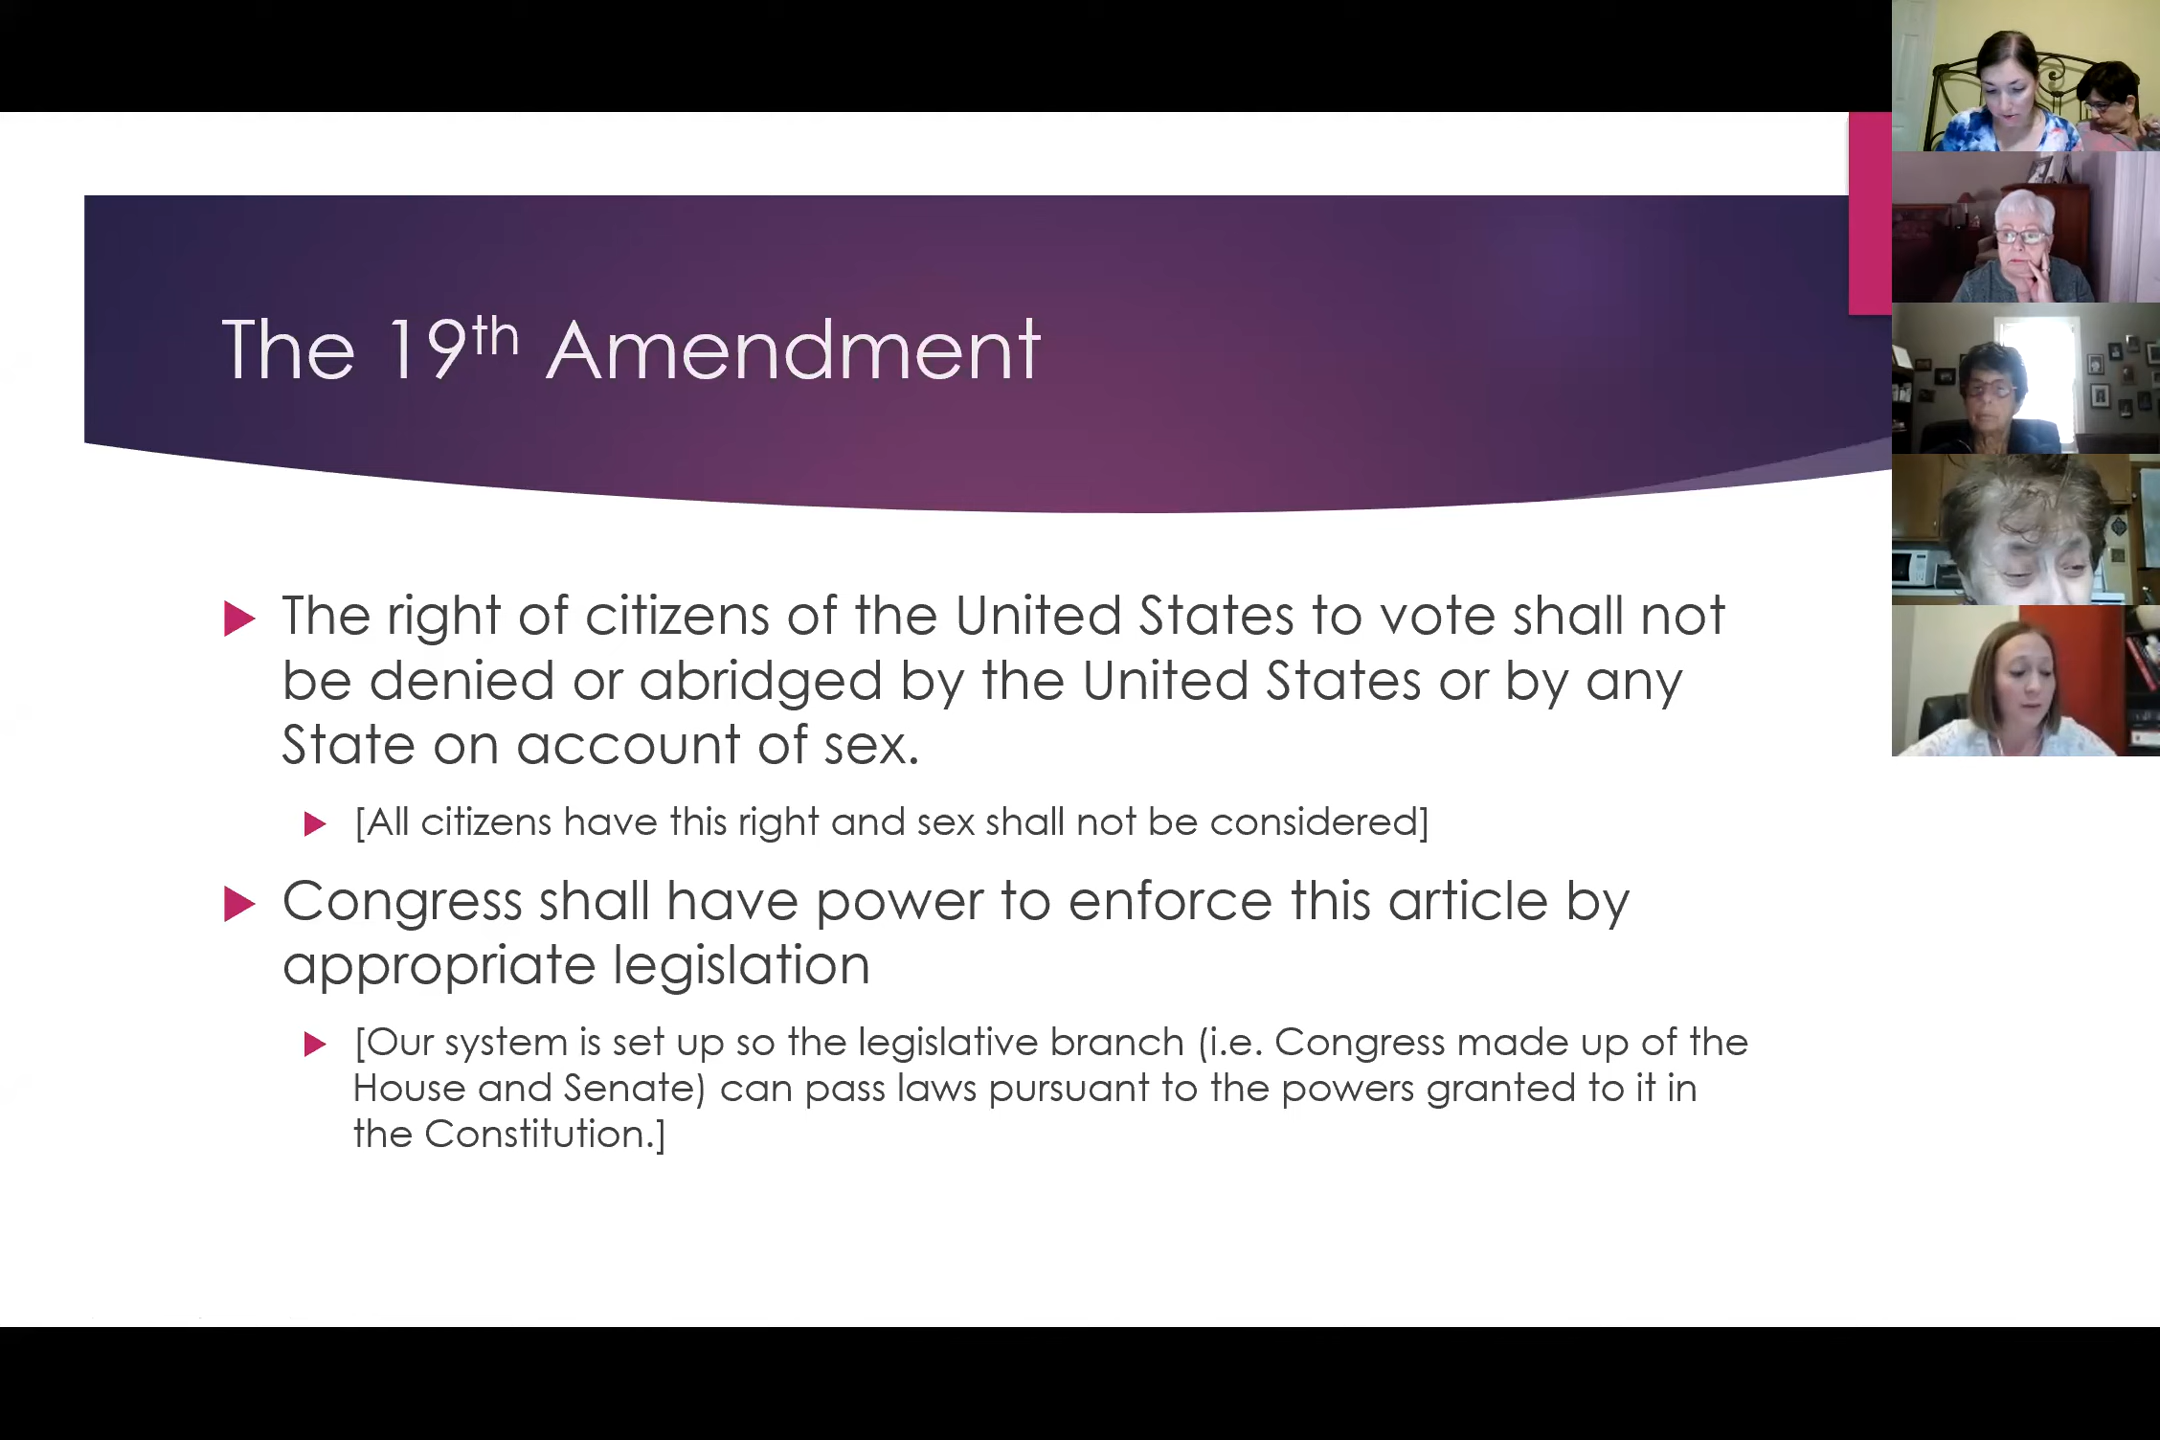 The 19th Amendment
The right of citizens of the United States to vote shall not
be denied or abridged by the United States or by any
State on account of sex.
[All citizens have this right and sex shall not be considered]
Congress shall have power to enforce this article by
appropriate legislation
[Our system is set up so the legislative branch (i.e. Congress made up of the
House and Senate) can pass laws pursuant to the powers granted to it in
the Constitution.]